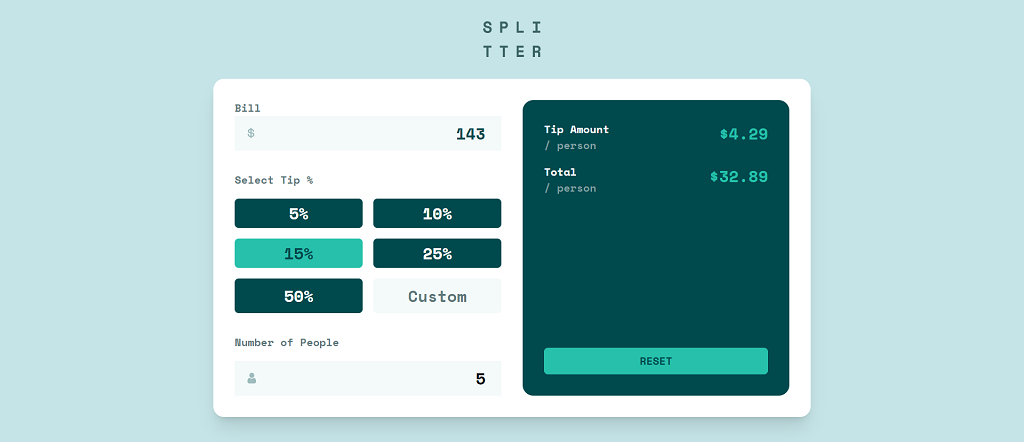 SPLI
TTER
Bill
$ 143
Select Tip %
5% 10%
15% 25%
50% Custom
Number of People
5
Tip Amount $4.29
/ person
Total $32.89
/ person
RESET